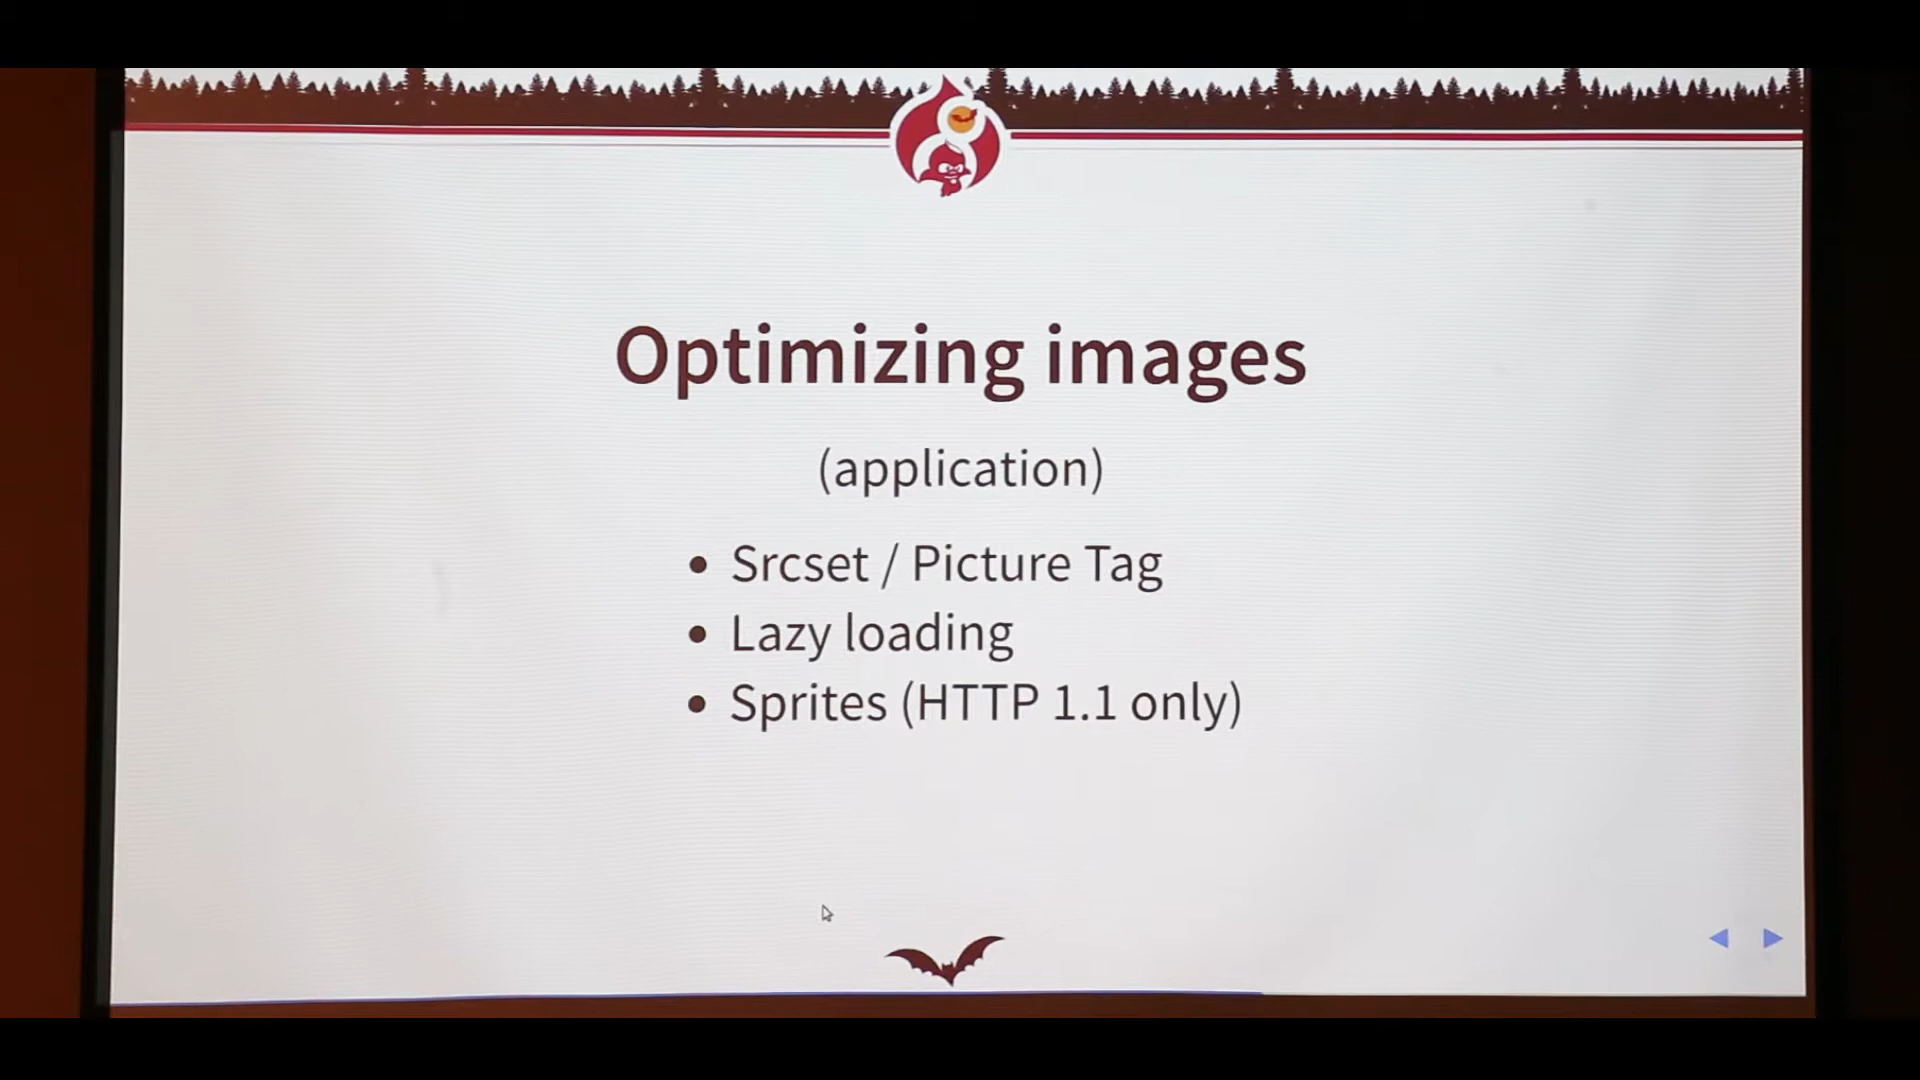 Optimizing images
(application)
• Srcset / Picture Tag
• Lazy loading
• Sprites (HTTP 1.1 only)